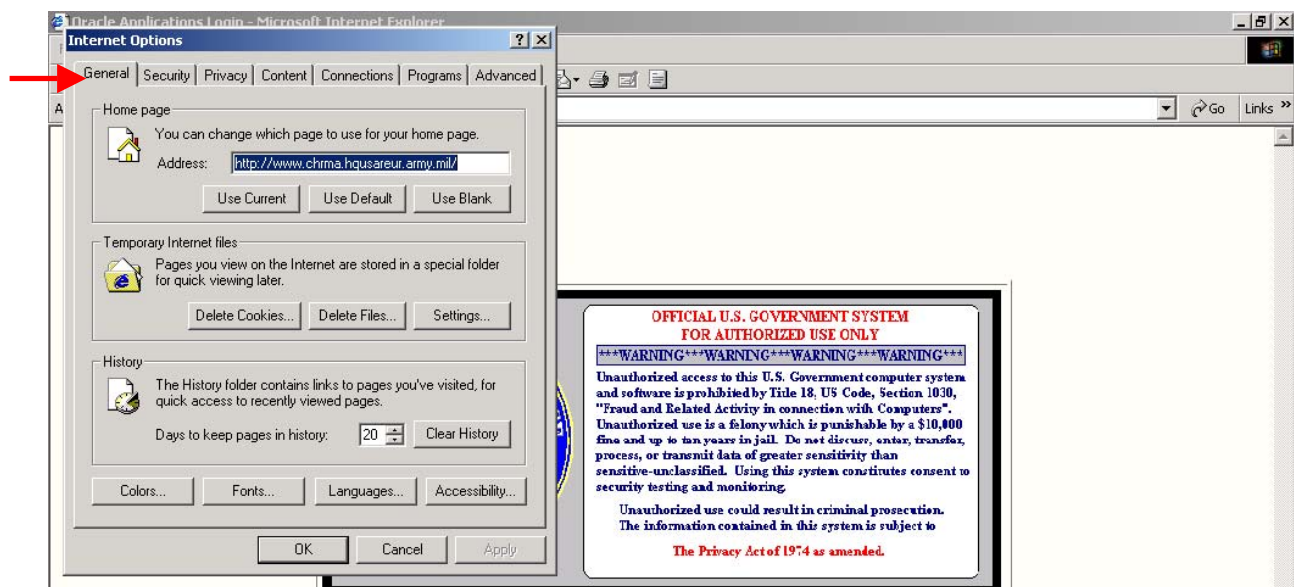 Oracle Applications Login - Microsoft Internet Explorer
Internet Options
General Security Privacy Content Connections Programs Advanced
Go Links »
A
Home page
You can change which page to use for your home page.
Address: http://www.chrma.hqusareur.army.mil/
Use Current Use Default Use Blank
Temporary Internet files
Pages you view on the Internet are stored in a special folder
for quick viewing later.
Delete Cookies... Delete Files... Settings...
History
The History folder contains links to pages you've visited, for
quick access to recently viewed pages.
Days to keep pages in history: 20 Clear History
Colors... Fonts... Languages... Accessibility...
OK Cancel Apply
OFFICIAL U.S. GOVERNMENT SYSTEM
FOR AUTHORIZED USE ONLY
***WARNING***WARNING***WARNING***WARNING***
Unauthorized access to this U.S. Government computer system
and software is prohibited by Title 18, US Code, Section 1030,
"Fraud and Related Activity in connection with Computers".
Unauthorized use is a felony which is punishable by a $10,000
fine and up to ten years in jail. Do not discuss, enter, transfer,
process, or transmit data of greater sensitivity than
sensitive-unclassified. Using this system constitutes consent to
security testing and monitoring.
Unauthorized use could result in criminal prosecution.
The information contained in this system is subject to
The Privacy Act of 1974 as amended.